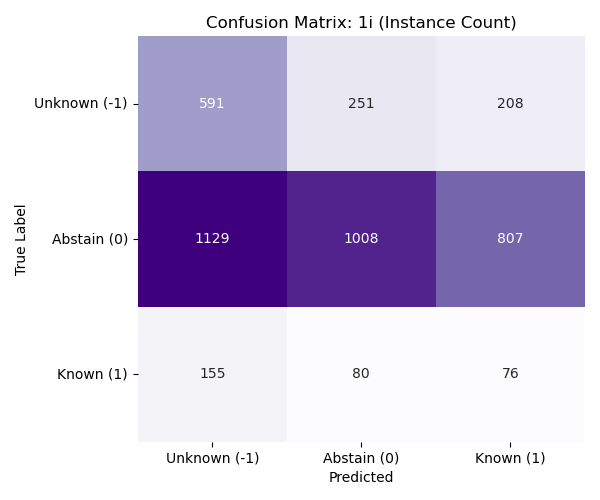 Confusion Matrix: 1i (Instance Count)
True Label
Unknown (-1) 591 251 208
Abstain (0) 1129 1008 807
Known (1) 155 80 76
Unknown (-1) Abstain (0) Known (1)
Predicted